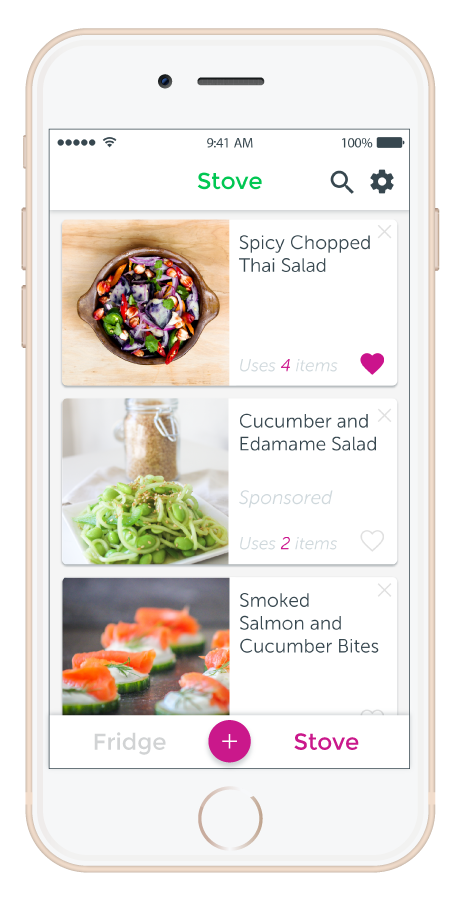 9:41 AM
100%
Stove
Spicy Chopped
Thai Salad
Uses 4 items
Cucumber and
Edamame Salad
Sponsored
Uses 2 items
Smoked
Salmon and
Cucumber Bites
Fridge
+
Stove